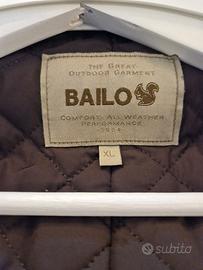 The Great
Outdoor Garment
BAILO
Comfort: All Weather
Performance
XL
subito